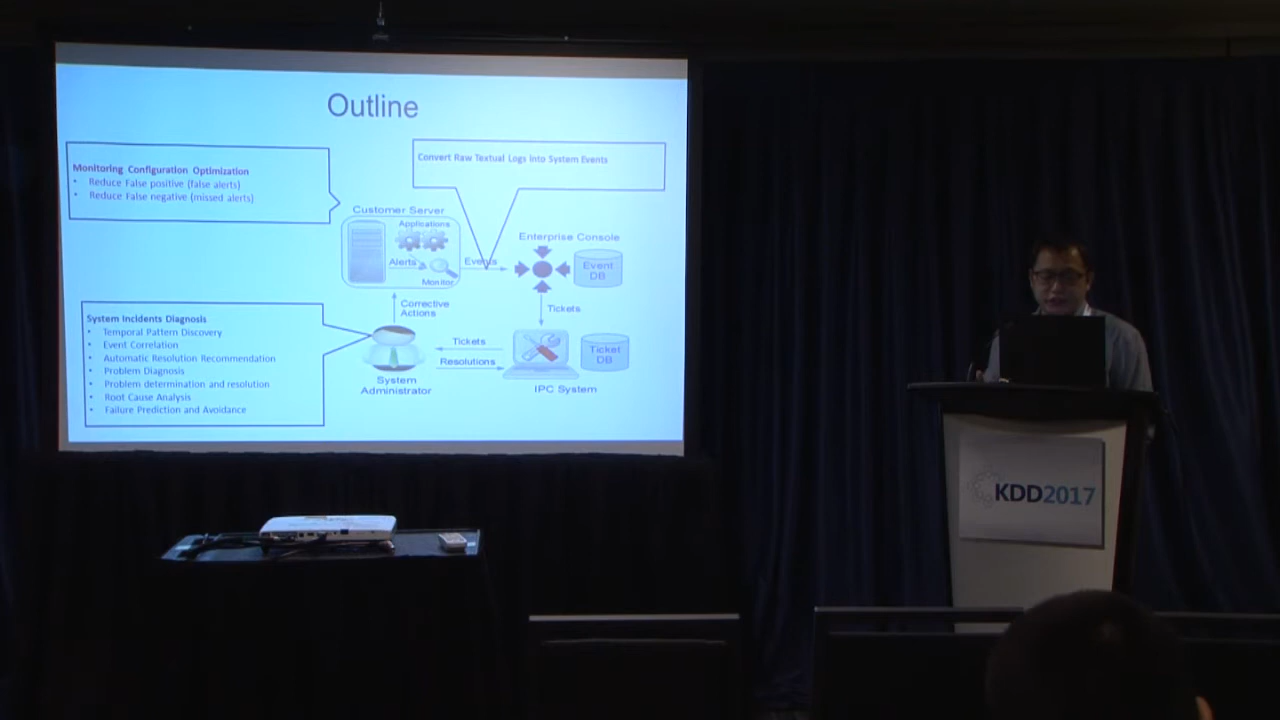 Outline
Monitoring Configuration Optimization
• Reduce False positive (false alerts)
• Reduce False negative (missed alerts)
Convert Raw Textual Logs into System Events
Customer Server
Applications
Alerts
Monitor
Events
Enterprise Console
Event
DB
Corrective
Actions
Tickets
System Incidents Diagnosis
• Temporal Pattern Discovery
• Event Correlation
• Automatic Resolution Recommendation
• Problem Diagnosis
• Problem determination and resolution
• Root Cause Analysis
• Failure Prediction and Avoidance
System
Administrator
Tickets
Resolutions
Ticket
DB
IPC System
KDD2017